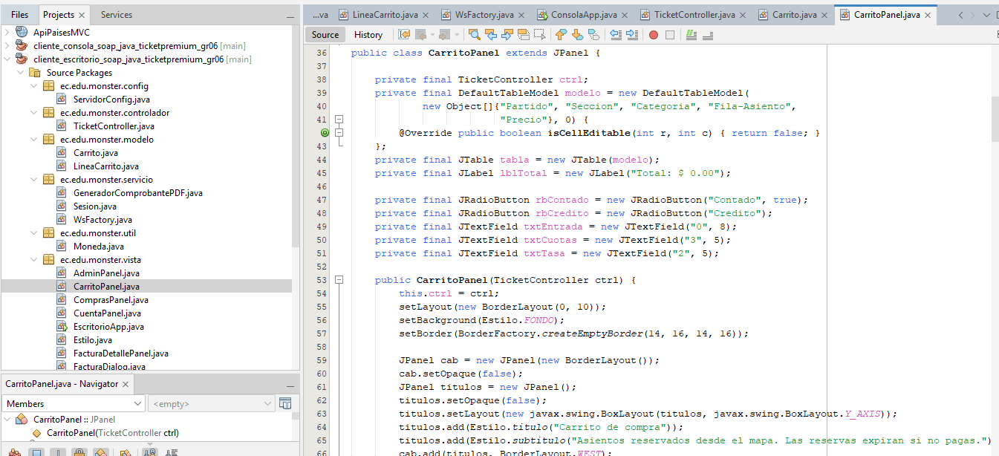 Files
Projects
Services
ApiPaisesMVC
cliente_consola_soap_java_ticketpremium_gr06 [main]
cliente_escritorio_soap_java_ticketpremium_gr06 [main]
Source Packages
ec.edu.monster.config
ServidorConfig.java
ec.edu.monster.controlador
TicketController.java
ec.edu.monster.modelo
Carrito.java
LineaCarrito.java
ec.edu.monster.servicio
GeneradorComprobantePDF.java
Sesion.java
WsFactory.java
ec.edu.monster.util
Moneda.java
ec.edu.monster.vista
AdminPanel.java
CarritoPanel.java
ComprasPanel.java
CuentaPanel.java
EscritorioApp.java
Estilo.java
FacturaDetallePanel.java
FacturaDialog.java
CarritoPanel.java - Navigator
Members
<empty>
CarritoPanel :: JPanel
CarritoPanel(TicketController ctrl)
...va
LineaCarrito.java
WsFactory.java
ConsolaApp.java
TicketController.java
Carrito.java
CarritoPanel.java
Source
History
36 public class CarritoPanel extends JPanel {
37
38 private final TicketController ctrl;
39 private final DefaultTableModel modelo = new DefaultTableModel(
40 new Object[]{"Partido", "Seccion", "Categoria", "Fila-Asiento",
41 "Precio"}, 0) {
@Override public boolean isCellEditable(int r, int c) { return false; }
43 };
44 private final JTable tabla = new JTable(modelo);
45 private final JLabel lblTotal = new JLabel("Total: $ 0.00");
46
47 private final JRadioButton rbContado = new JRadioButton("Contado", true);
48 private final JRadioButton rbCredito = new JRadioButton("Credito");
49 private final JTextField txtEntrada = new JTextField("0", 8);
50 private final JTextField txtCuotas = new JTextField("3", 5);
51 private final JTextField txtTasa = new JTextField("2", 5);
52
53 public CarritoPanel(TicketController ctrl) {
54 this.ctrl = ctrl;
55 setLayout(new BorderLayout(0, 10));
56 setBackground(Estilo.FONDO);
57 setBorder(BorderFactory.createEmptyBorder(14, 16, 14, 16));
58
59 JPanel cab = new JPanel(new BorderLayout());
60 cab.setOpaque(false);
61 JPanel titulos = new JPanel();
62 titulos.setOpaque(false);
63 titulos.setLayout(new javax.swing.BoxLayout(titulos, javax.swing.BoxLayout.Y_AXIS));
64 titulos.add(Estilo.titulo("Carrito de compra"));
65 titulos.add(Estilo.subtitulo("Asientos reservados desde el mapa. Las reservas expiran si no pagas.")
66 cab.add(titulos, BorderLayout.WEST);